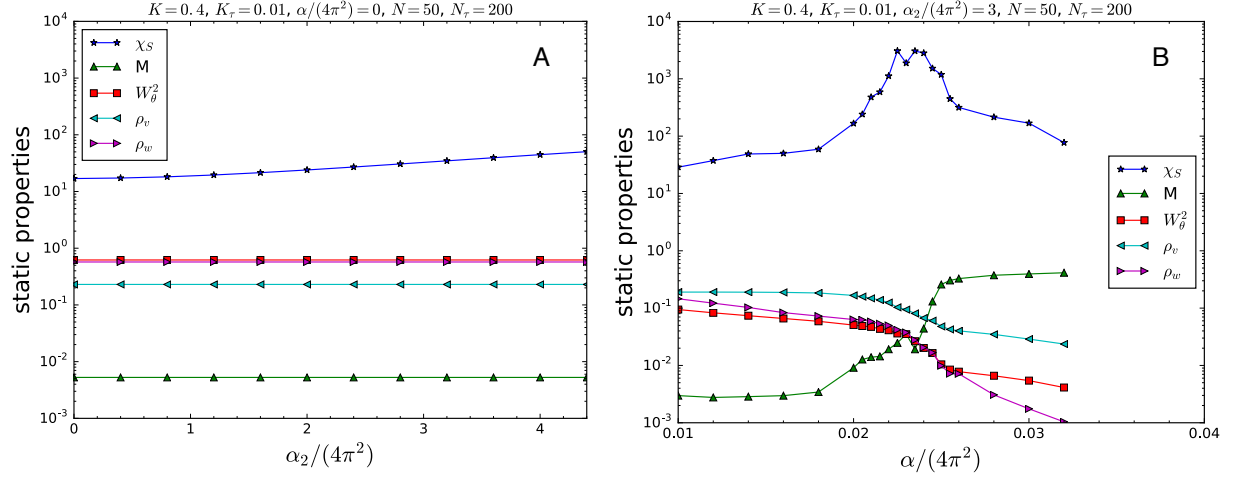 K = 0.4, K_τ = 0.01, α/(4π²) = 0, N = 50, N_τ = 200
A
χ_S
M
W_θ²
ρ_v
ρ_w
static properties
10⁴
10³
10²
10¹
10⁰
10⁻¹
10⁻²
10⁻³
0 1 2 3 4
α₂/(4π²)
K = 0.4, K_τ = 0.01, α₂/(4π²) = 3, N = 50, N_τ = 200
B
χ_S
M
W_θ²
ρ_v
ρ_w
static properties
10⁴
10³
10²
10¹
10⁰
10⁻¹
10⁻²
10⁻³
0.01 0.02 0.03 0.04
α/(4π²)